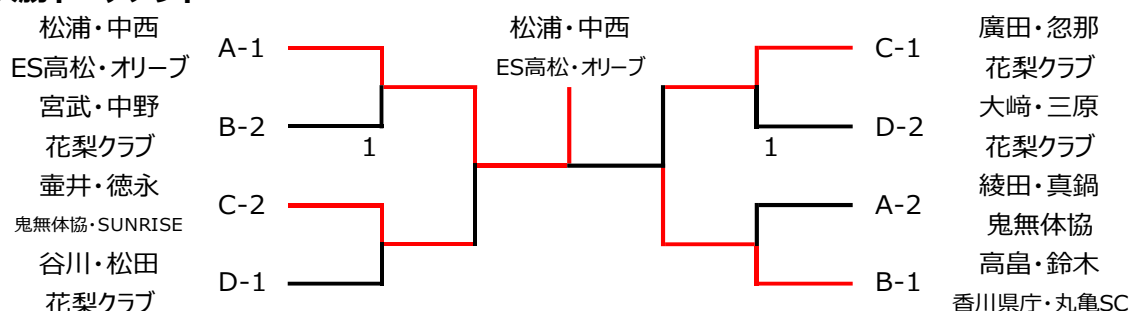 松浦・中西
ES高松・オリーブ
A-1
宮武・中野
花梨クラブ
B-2
1
壷井・徳永
鬼無体協・SUNRISE
C-2
谷川・松田
花梨クラブ
D-1
松浦・中西
ES高松・オリーブ
C-1
廣田・忽那
花梨クラブ
D-2
1
大﨑・三原
花梨クラブ
A-2
綾田・真鍋
鬼無体協
B-1
高畠・鈴木
香川県庁・丸亀SC